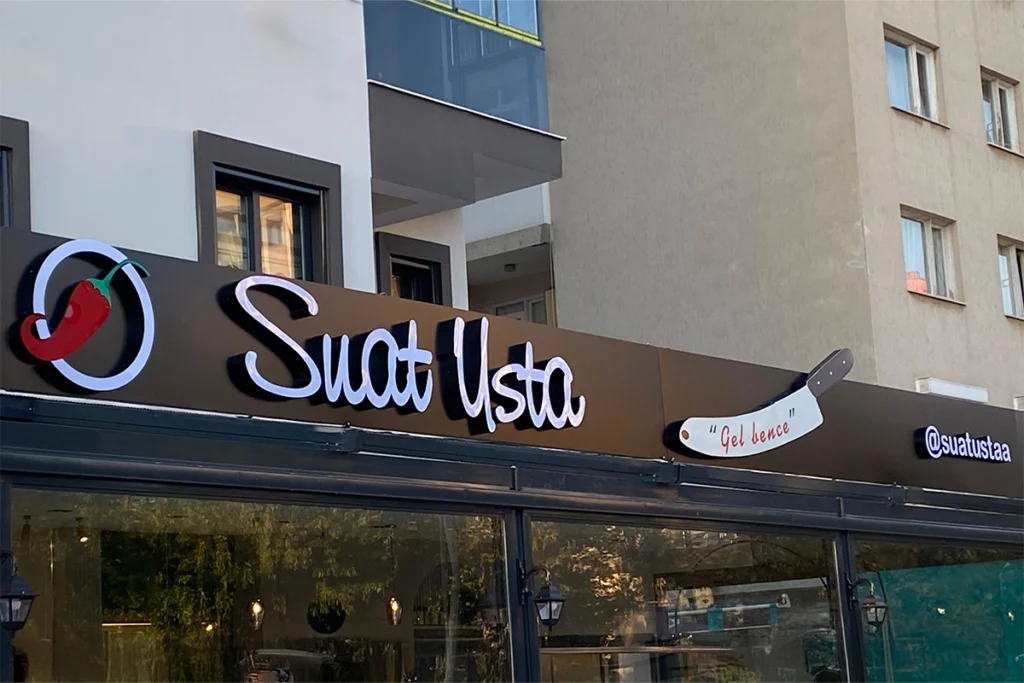 Suat Usta
"Gel bence"
@suatustaa